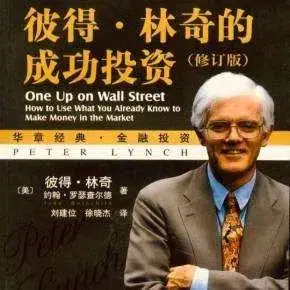 彼得·林奇的
成功投资（修订版）
One Up on Wall Street
How to Use What You Already Know to
Make Money in the Market
华章经典·金融投资
PETER LYNCH
［美］ 彼得·林奇 著
约翰·罗瑟查尔德
刘建位 徐晓杰 译